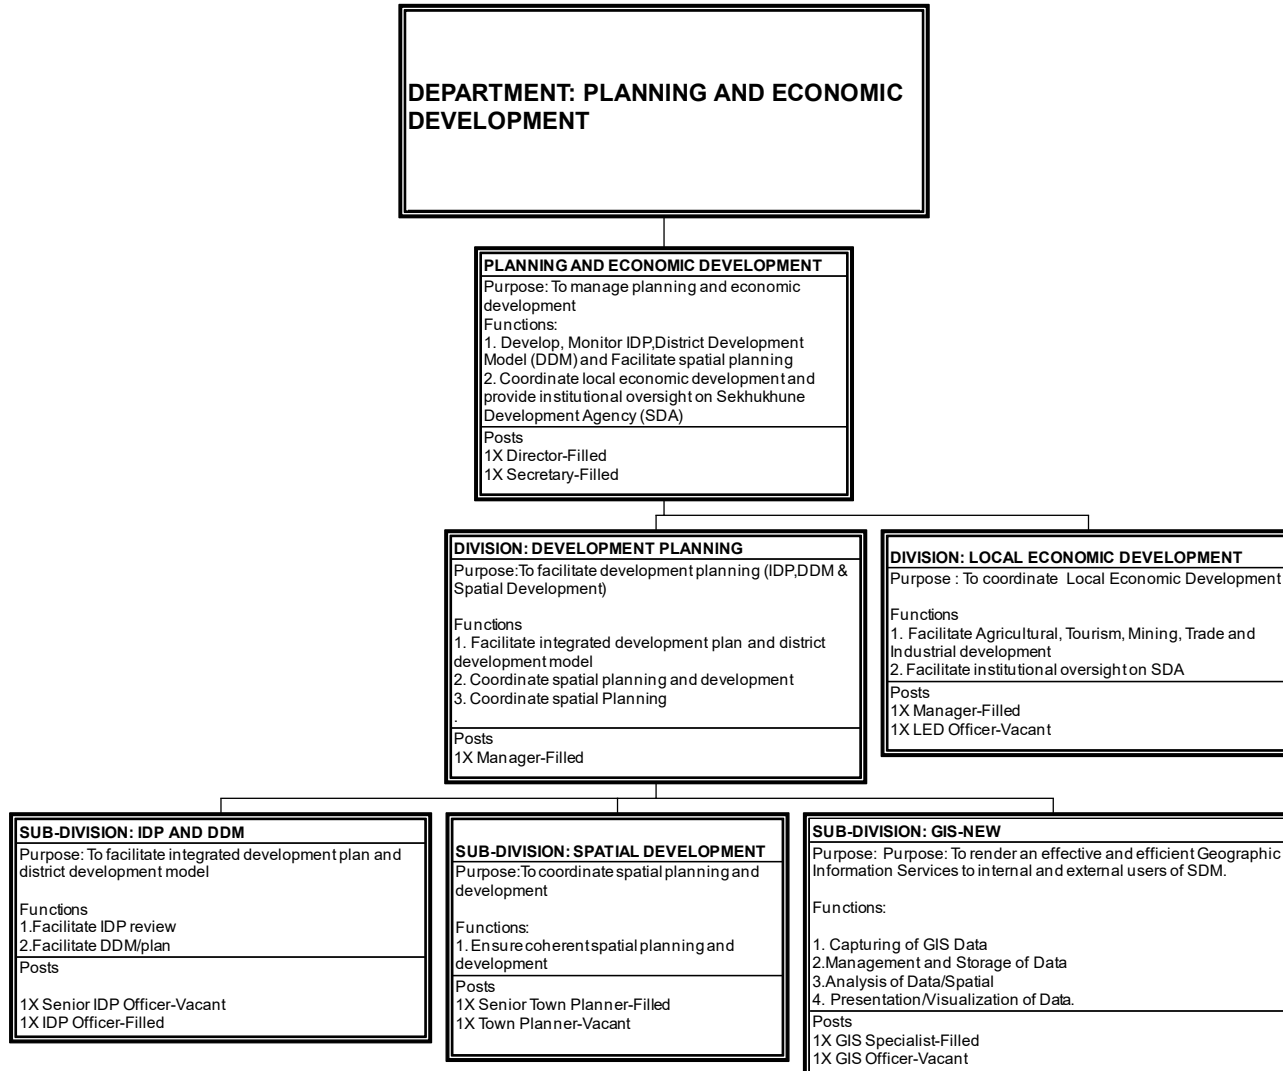 DEPARTMENT: PLANNING AND ECONOMIC
DEVELOPMENT
PLANNING AND ECONOMIC DEVELOPMENT
Purpose: To manage planning and economic
development
Functions:
1. Develop, Monitor IDP,District Development
Model (DDM) and Facilitate spatial planning
2. Coordinate local economic development and
provide institutional oversight on Sekhukhune
Development Agency (SDA)
Posts
1X Director-Filled
1X Secretary-Filled
DIVISION: DEVELOPMENT PLANNING
Purpose:To facilitate development planning (IDP,DDM &
Spatial Development)
Functions
1. Facilitate integrated development plan and district
development model
2. Coordinate spatial planning and development
3. Coordinate spatial Planning
.
Posts
1X Manager-Filled
DIVISION: LOCAL ECONOMIC DEVELOPMENT
Purpose : To coordinate Local Economic Development
Functions
1. Facilitate Agricultural, Tourism, Mining, Trade and
Industrial development
2. Facilitate institutional oversight on SDA
Posts
1X Manager-Filled
1X LED Officer-Vacant
SUB-DIVISION: IDP AND DDM
Purpose: To facilitate integrated development plan and
district development model
Functions
1.Facilitate IDP review
2.Facilitate DDM/plan
Posts
1X Senior IDP Officer-Vacant
1X IDP Officer-Filled
SUB-DIVISION: SPATIAL DEVELOPMENT
Purpose:To coordinate spatial planning and
development
Functions:
1. Ensure coherent spatial planning and
development
Posts
1X Senior Town Planner-Filled
1X Town Planner-Vacant
SUB-DIVISION: GIS-NEW
Purpose: Purpose: To render an effective and efficient Geographic
Information Services to internal and external users of SDM.
Functions:
1. Capturing of GIS Data
2.Management and Storage of Data
3.Analysis of Data/Spatial
4. Presentation/Visualization of Data.
Posts
1X GIS Specialist-Filled
1X GIS Officer-Vacant